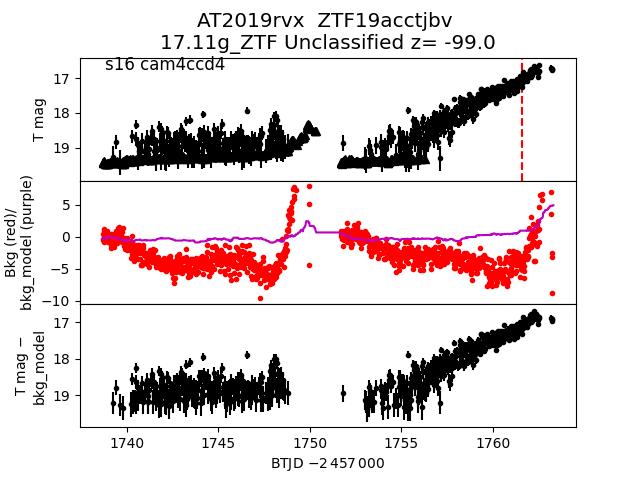 AT2019rvx  ZTF19acctjbv
17.11g_ZTF Unclassified z= -99.0
s16 cam4ccd4
T mag
17
18
19
Bkg (red)/
bkg_model (purple)
5
0
−5
−10
T mag −
bkg_model
17
18
19
1740
1745
1750
1755
1760
BTJD −2 457 000